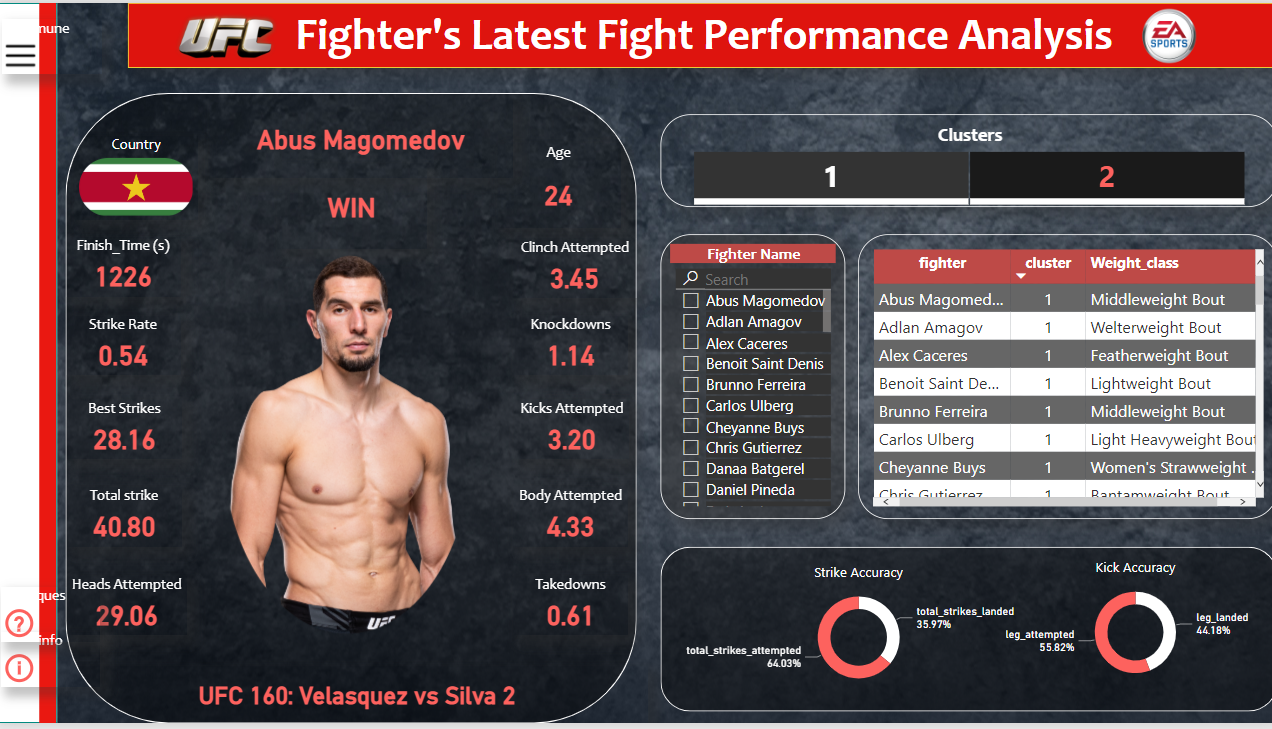 mune
UFC
Fighter's Latest Fight Performance Analysis
EA
SPORTS
Country
Abus Magomedov
Age
24
WIN
Finish_Time (s)
1226
Clinch Attempted
3.45
Strike Rate
0.54
Knockdowns
1.14
Best Strikes
28.16
Kicks Attempted
3.20
Total strike
40.80
Body Attempted
4.33
Heads Attempted
29.06
Takedowns
0.61
UFC
UFC 160: Velasquez vs Silva 2
ques
info
Clusters
1
2
Fighter Name
Search
Abus Magomedov
Adlan Amagov
Alex Caceres
Benoit Saint Denis
Brunno Ferreira
Carlos Ulberg
Cheyanne Buys
Chris Gutierrez
Danaa Batgerel
Daniel Pineda
fighter cluster Weight_class
Abus Magomed... 1 Middleweight Bout
Adlan Amagov 1 Welterweight Bout
Alex Caceres 1 Featherweight Bout
Benoit Saint De... 1 Lightweight Bout
Brunno Ferreira 1 Middleweight Bout
Carlos Ulberg 1 Light Heavyweight Bout
Cheyanne Buys 1 Women's Strawweight .
Chris Gutierrez 1 Bantamweight Bout
Strike Accuracy
total_strikes_landed
35.97%
total_strikes_attempted
64.03%
Kick Accuracy
leg_landed
44.18%
leg_attempted
55.82%